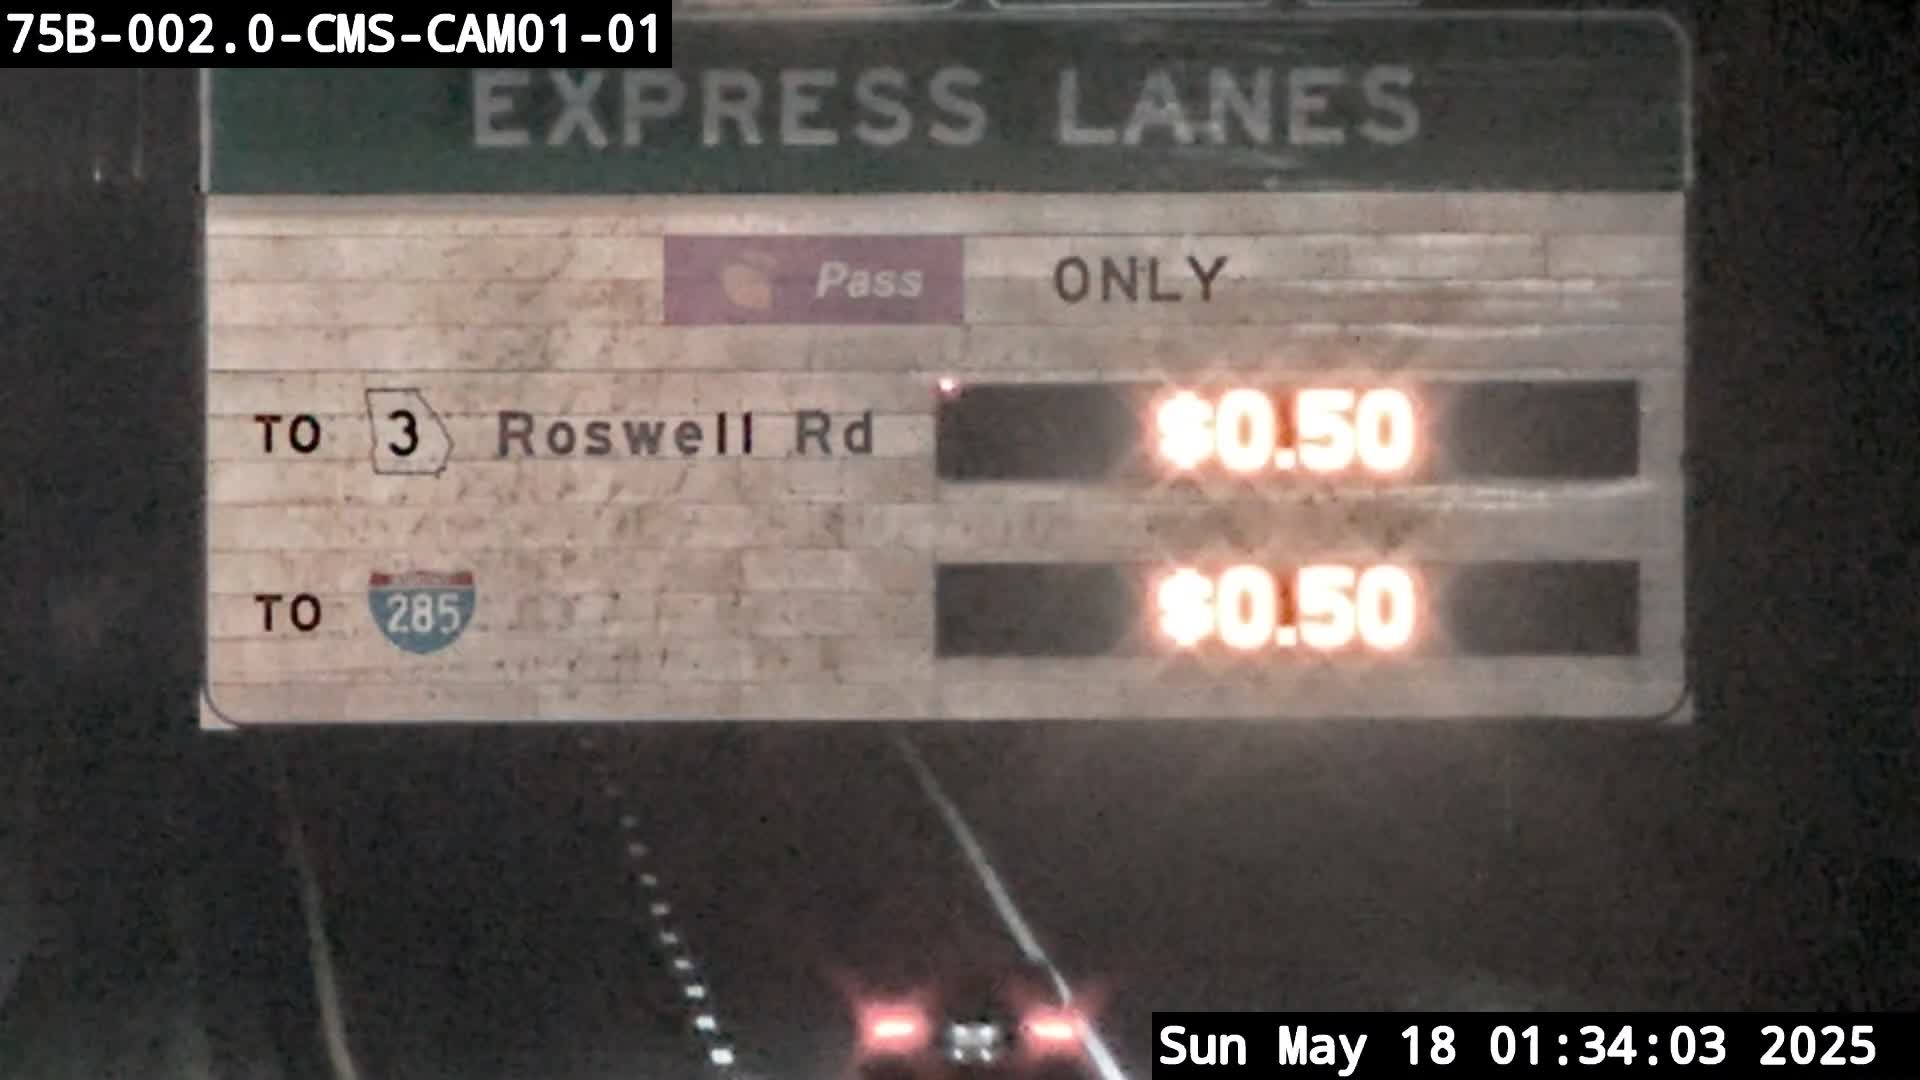 75B-002.0-CMS-CAM01-01
EXPRESS LANES
Pass ONLY
TO 3 Roswell Rd $0.50
TO 285 $0.50
Sun May 18 01:34:03 2025